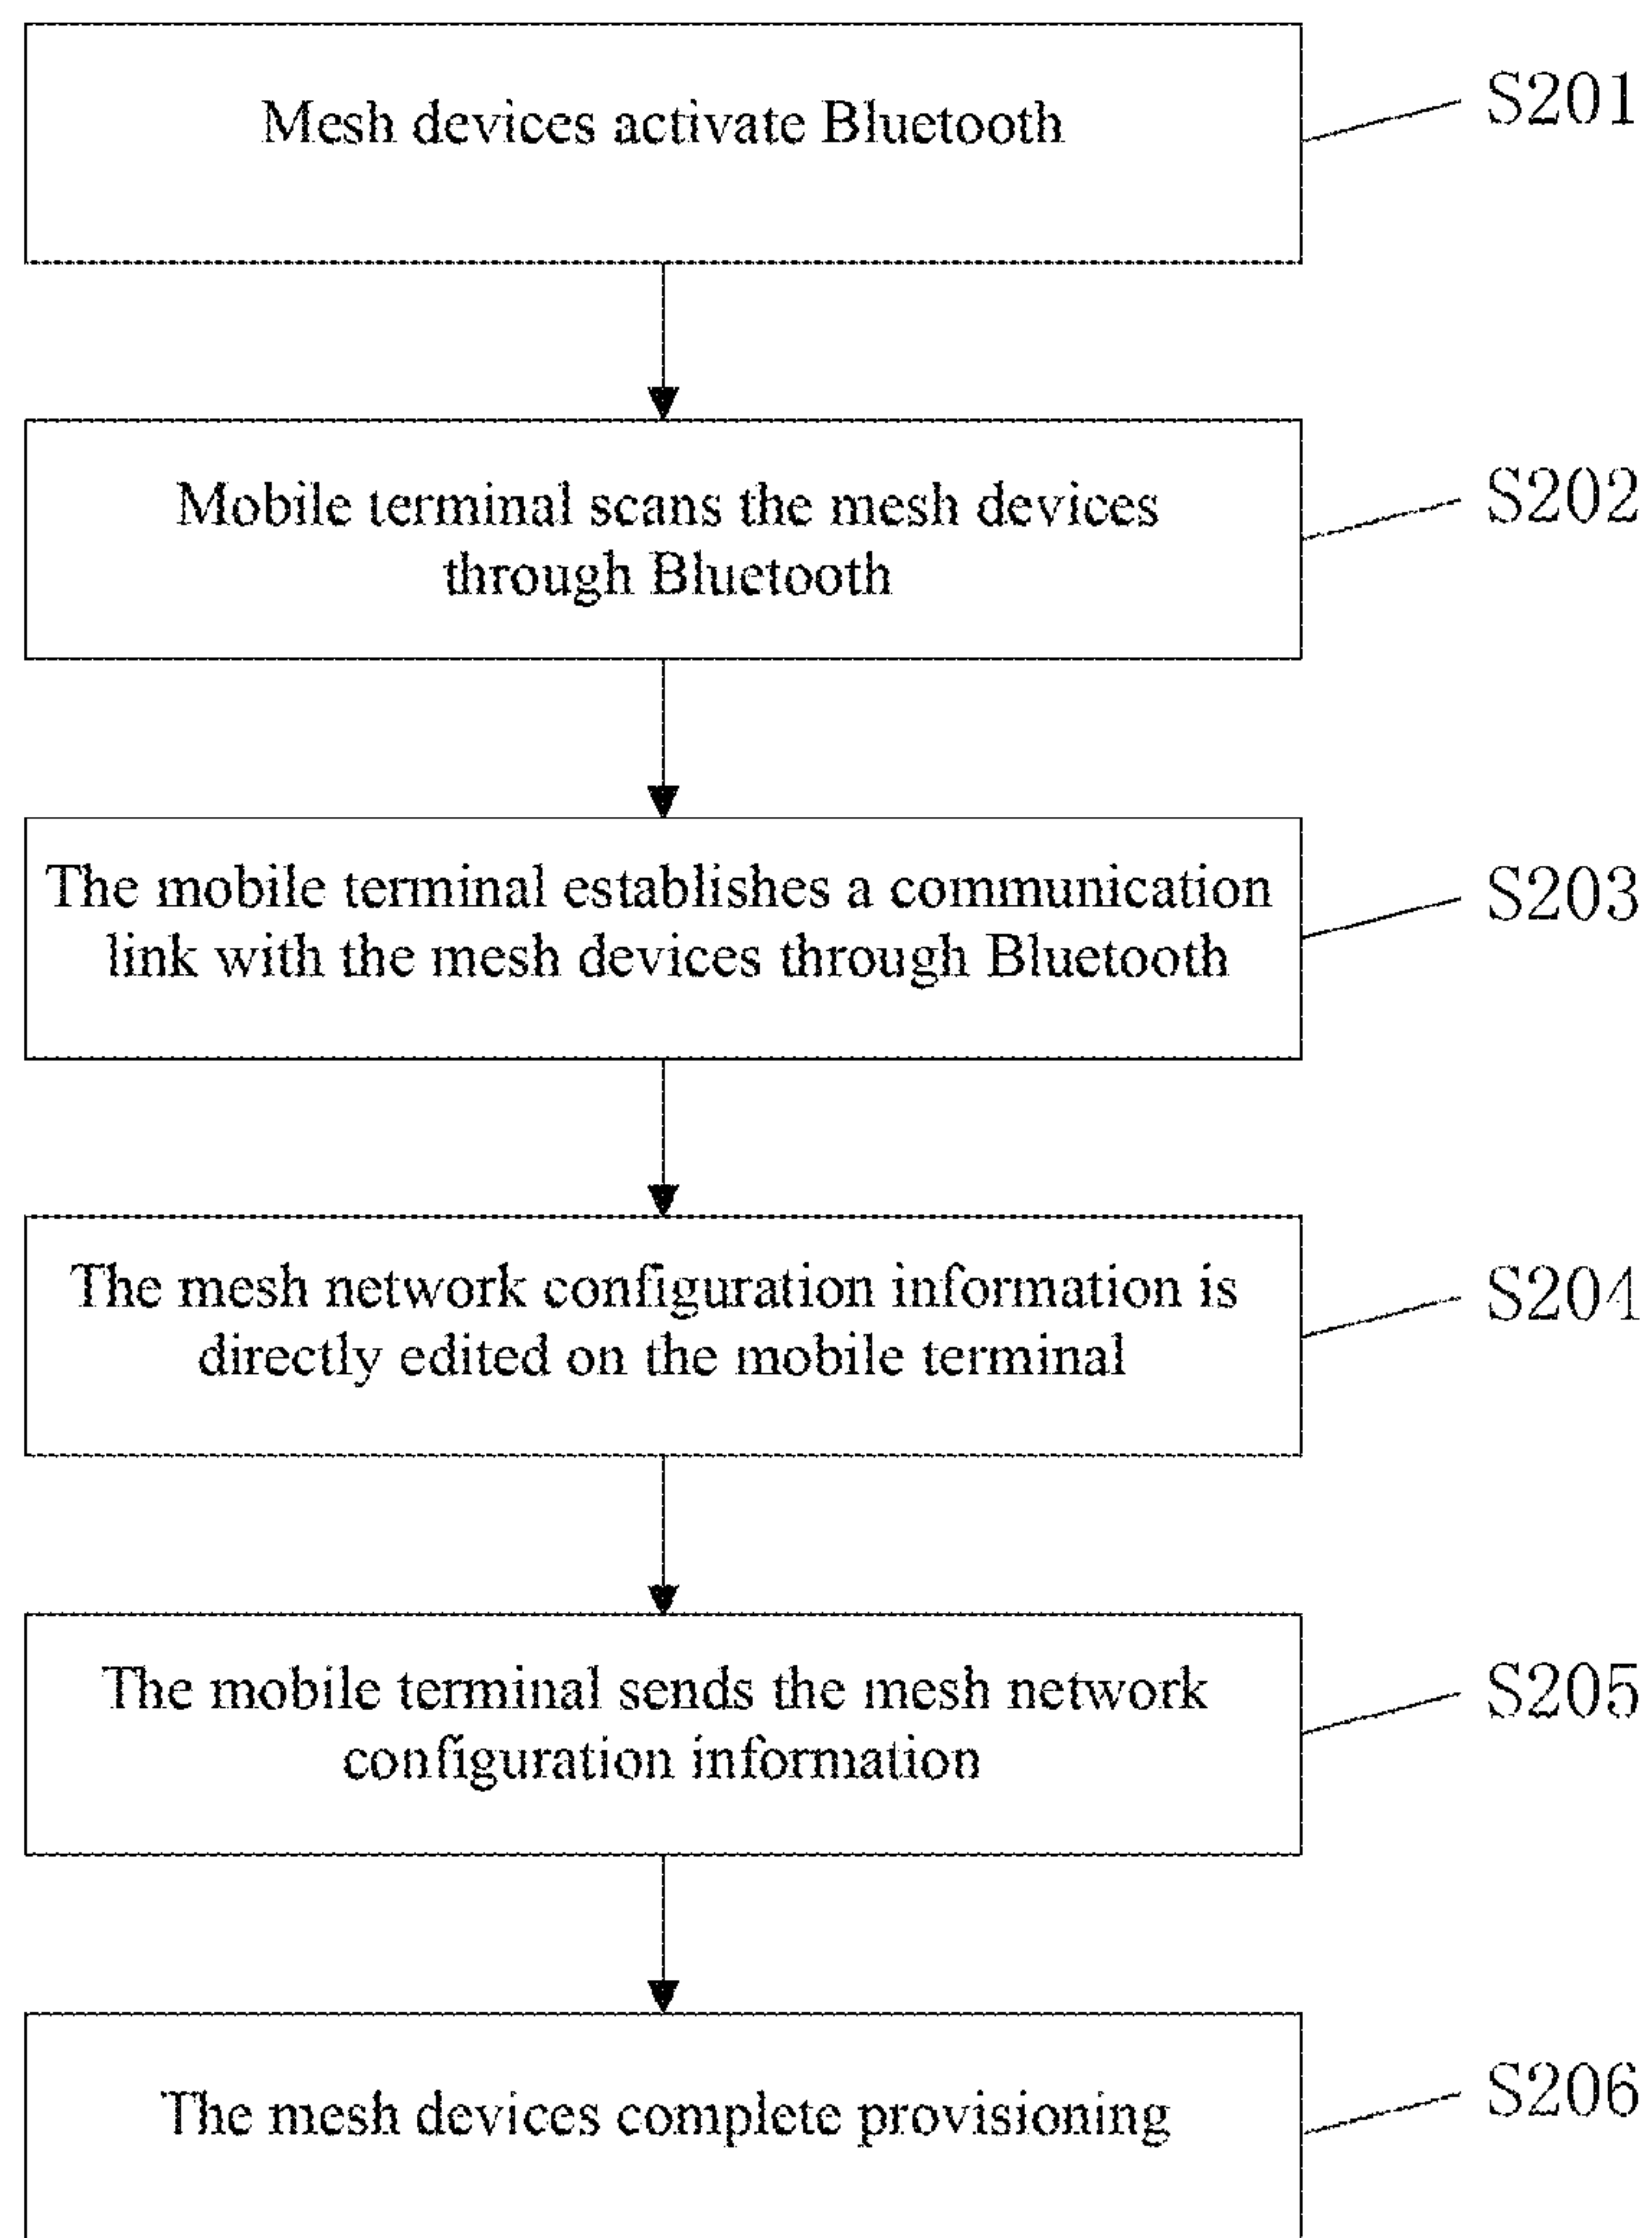 Mesh devices activate Bluetooth
S201
Mobile terminal scans the mesh devices
through Bluetooth
S202
The mobile terminal establishes a communication
link with the mesh devices through Bluetooth
S203
The mesh network configuration information is
directly edited on the mobile terminal
S204
The mobile terminal sends the mesh network
configuration information
S205
The mesh devices complete provisioning
S206